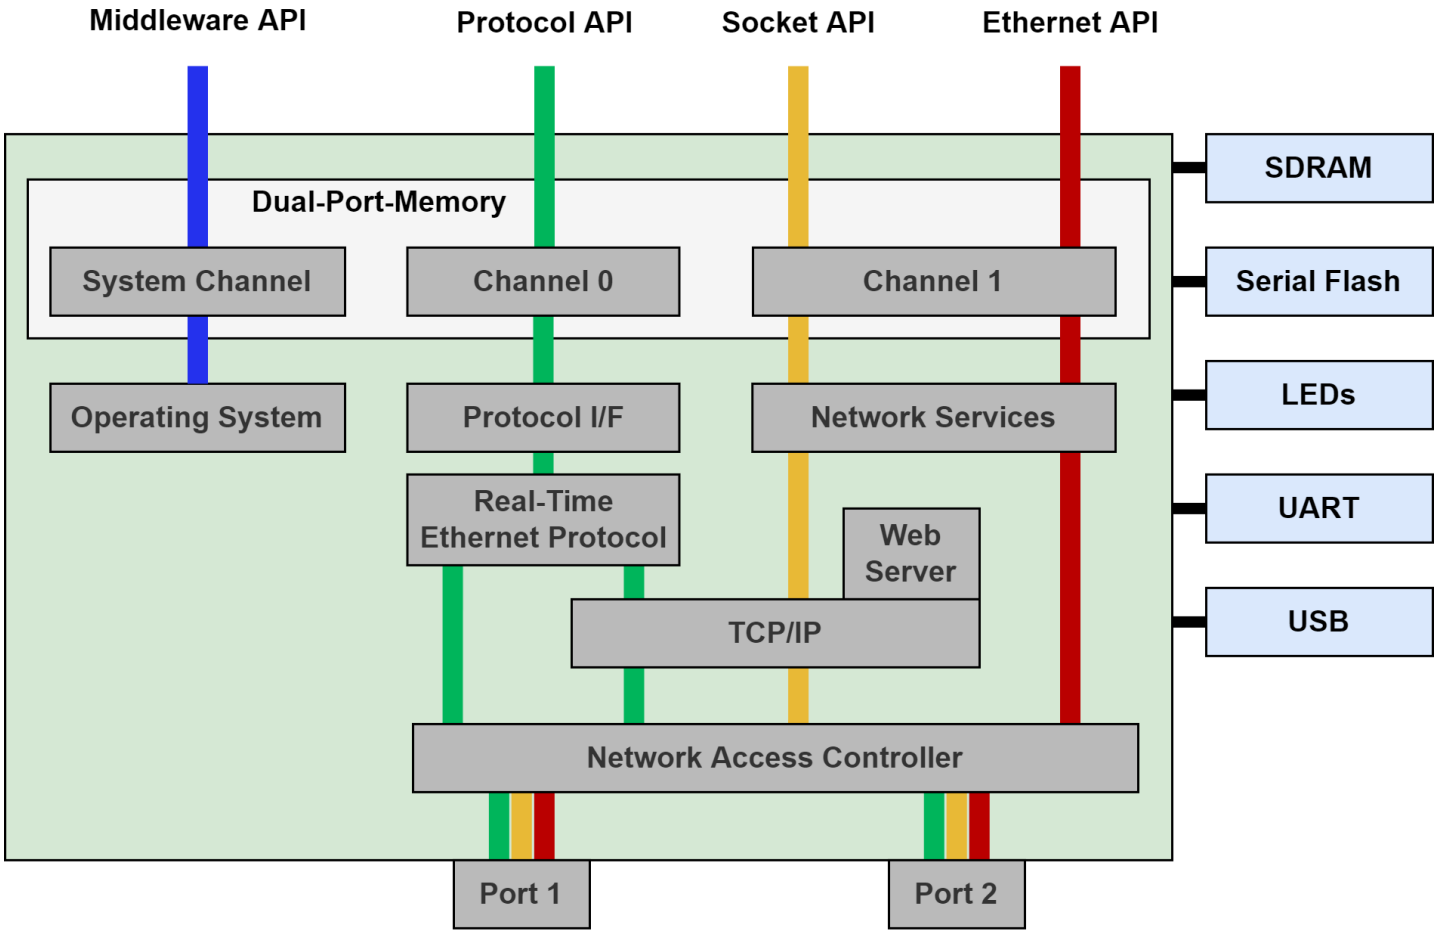 Middleware API
Protocol API
Socket API
Ethernet API
Dual-Port-Memory
SDRAM
System Channel
Channel 0
Channel 1
Serial Flash
Operating System
Protocol I/F
Network Services
LEDs
Real-Time
Ethernet Protocol
Web
Server
UART
TCP/IP
USB
Network Access Controller
Port 1
Port 2